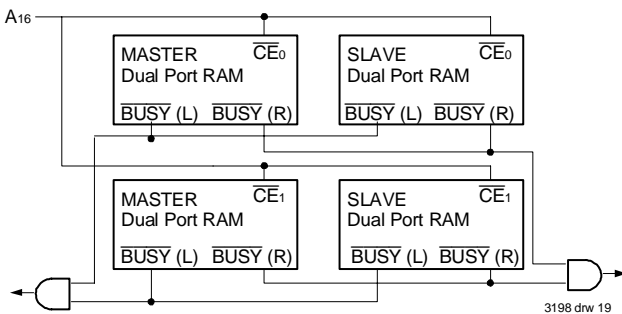 A16
MASTER CE0
Dual Port RAM
BUSY (L) BUSY (R)
SLAVE CE0
Dual Port RAM
BUSY (L) BUSY (R)
MASTER CE1
Dual Port RAM
BUSY (L) BUSY (R)
SLAVE CE1
Dual Port RAM
BUSY (L) BUSY (R)
3198 drw 19